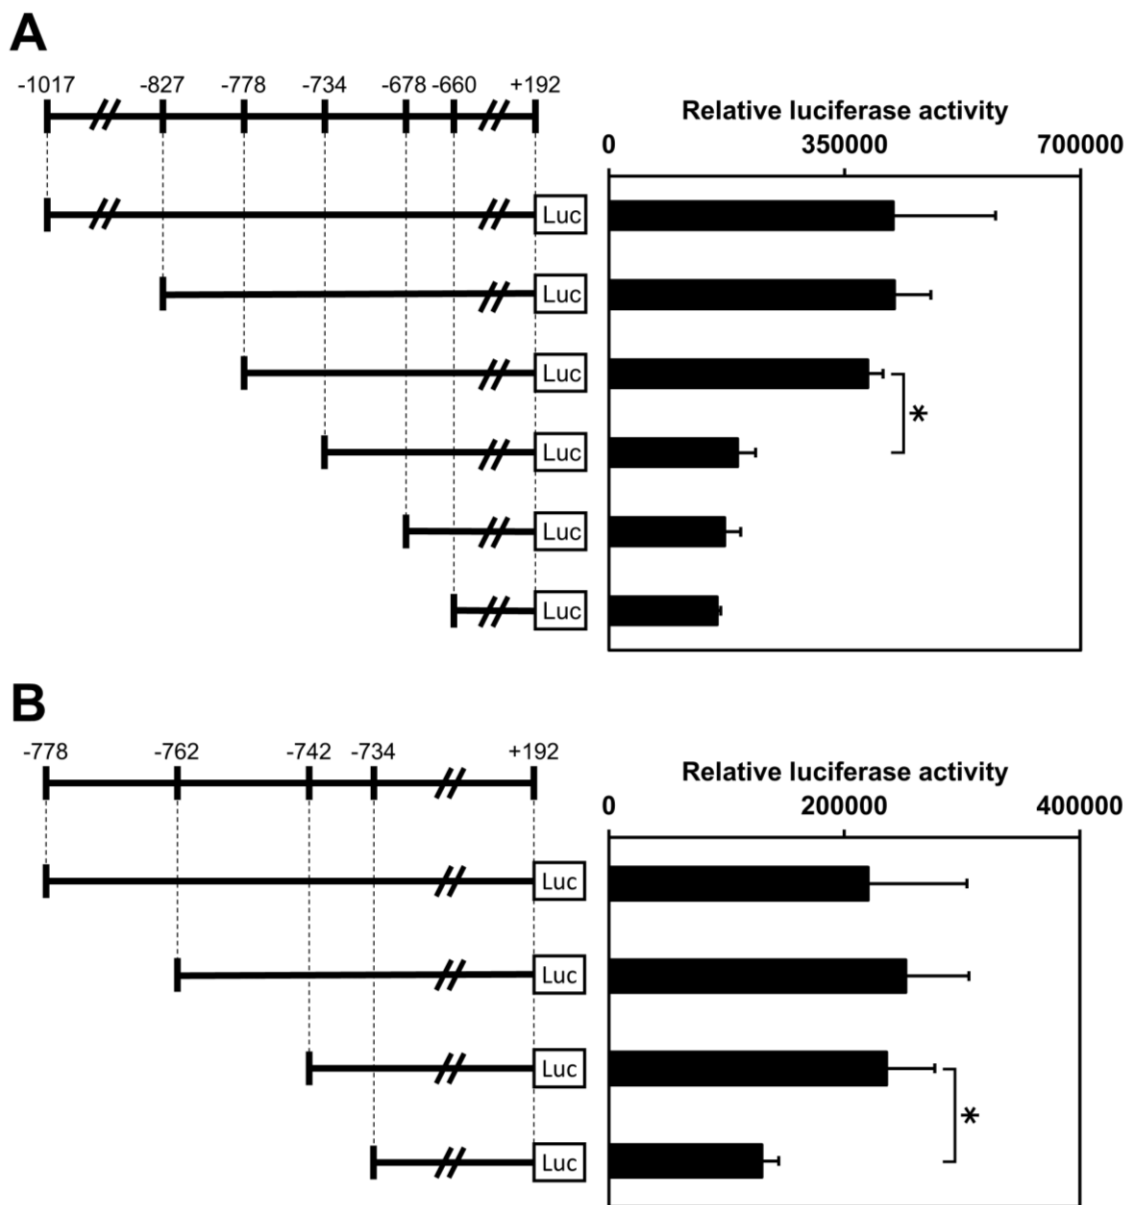 A
-1017 -827 -778 -734 -678 -660 +192
Relative luciferase activity
0 350000 700000
Luc
Luc
Luc
*
Luc
Luc
Luc
B
-778 -762 -742 -734 +192
Relative luciferase activity
0 200000 400000
Luc
Luc
Luc
*
Luc